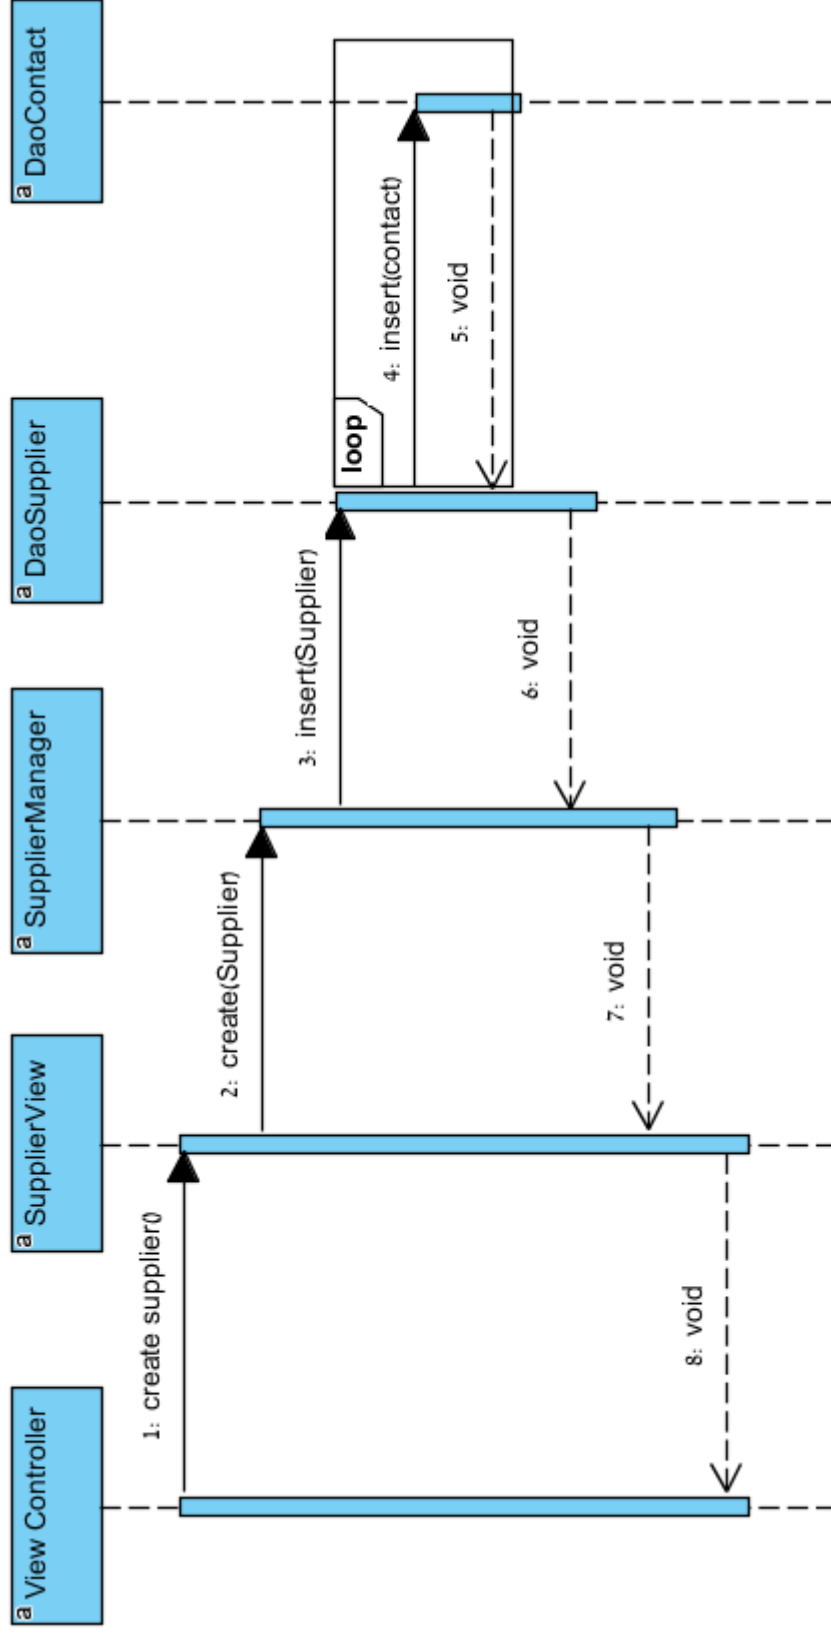 a View Controller
a SupplierView
a SupplierManager
a DaoSupplier
a DaoContact
1: create supplier()
2: create(Supplier)
3: insert(Supplier)
loop
4: insert(contact)
5: void
6: void
7: void
8: void